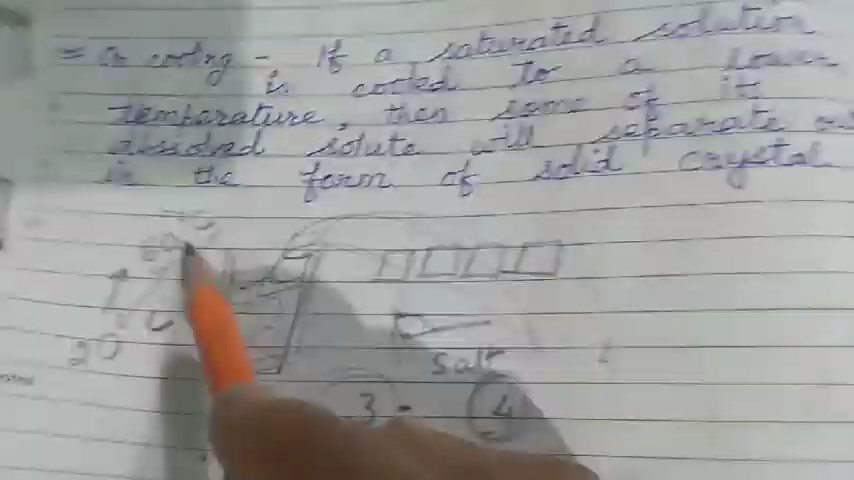 = On cooling - If a saturated solution
is cooled to a lower
temperature, then some of it
dissolved solute will separate
in the form of solid crystal
20
salt
3 - 4